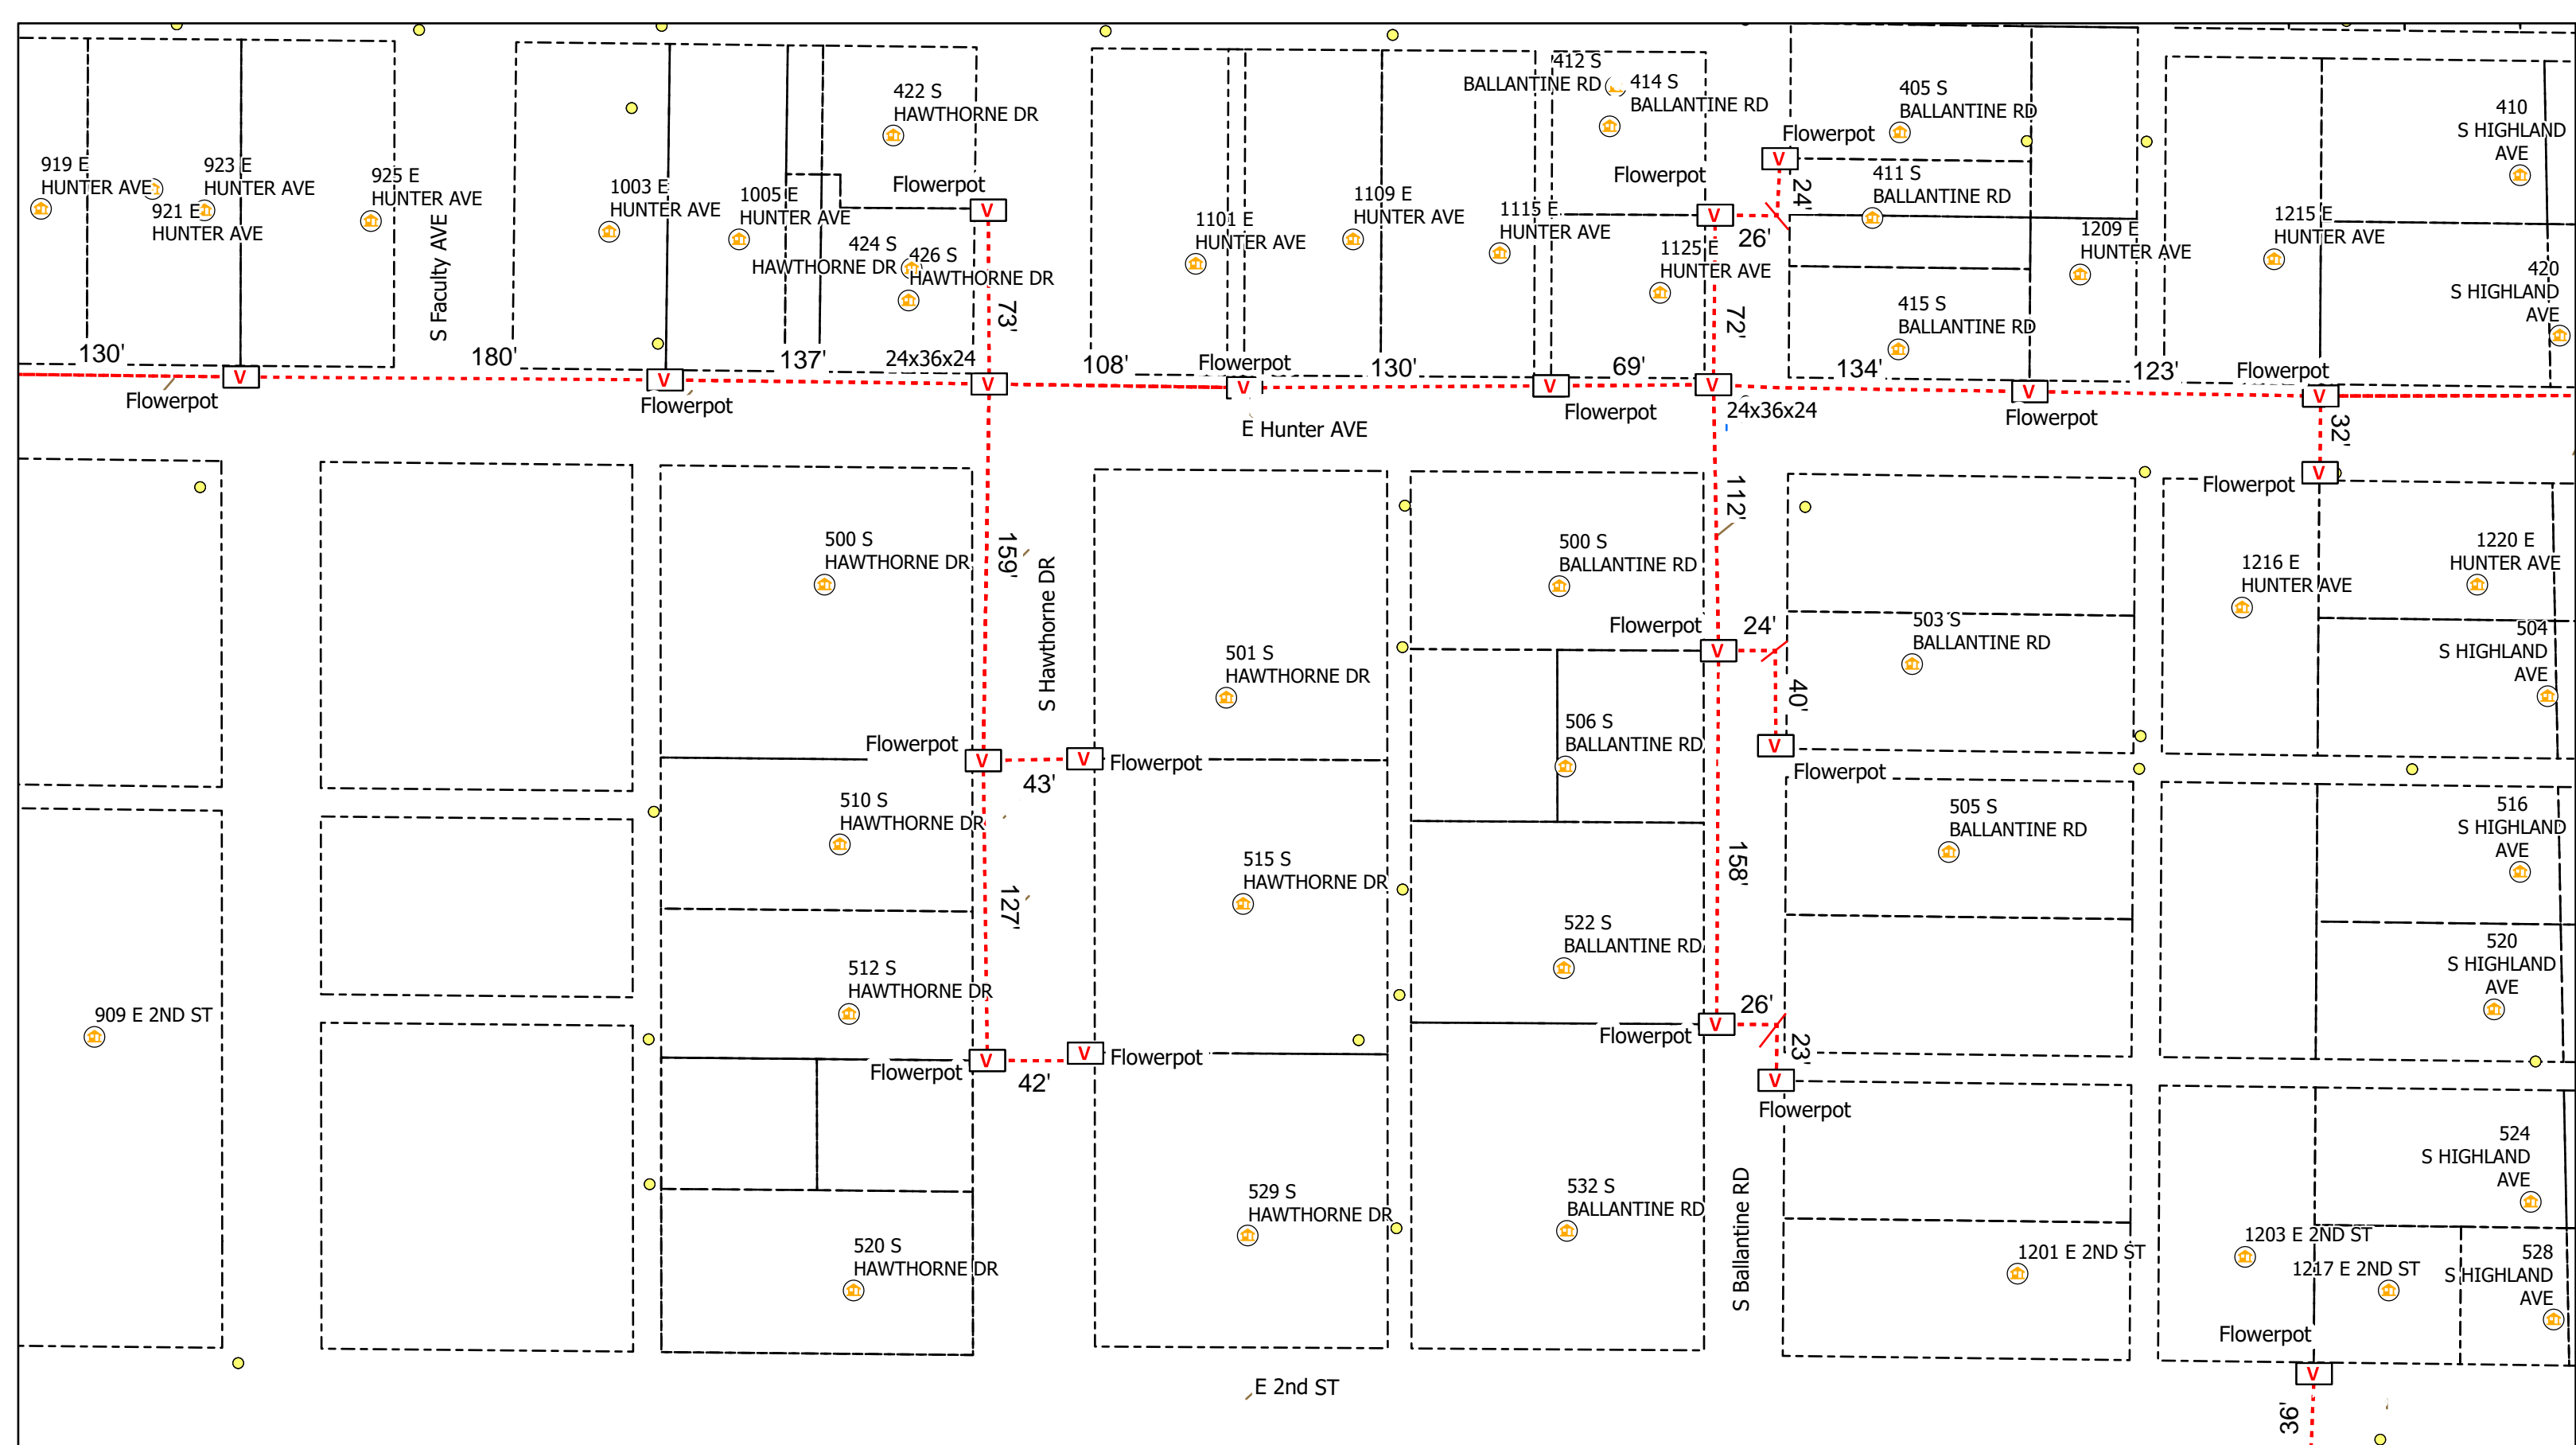 412 S
BALLANTINE RD
414 S
BALLANTINE RD
422 S
HAWTHORNE DR
405 S
BALLANTINE RD
410
S HIGHLAND
AVE
Flowerpot
919 E
HUNTER AVE
923 E
HUNTER AVE
925 E
HUNTER AVE
921 E
HUNTER AVE
1003 E
HUNTER AVE
1005 E
HUNTER AVE
Flowerpot
Flowerpot
24'
411 S
BALLANTINE RD
1109 E
HUNTER AVE
1101 E
HUNTER AVE
1115 E
HUNTER AVE
V
V
V
26'
1125 E
HUNTER AVE
1209 E
HUNTER AVE
1215 E
HUNTER AVE
S Faculty AVE
424 S
HAWTHORNE DR
426 S
HAWTHORNE DR
420
S HIGHLAND
AVE
415 S
BALLANTINE RD
73'
72'
130'
180'
137'
24x36x24
108'
Flowerpot
130'
69'
134'
123'
Flowerpot
V
V
V
V
V
V
V
V
Flowerpot
Flowerpot
Flowerpot
24x36x24
Flowerpot
E Hunter AVE
32'
V
Flowerpot
112'
159'
500 S
HAWTHORNE DR
500 S
BALLANTINE RD
1220 E
HUNTER AVE
1216 E
HUNTER AVE
S Hawthorne DR
503 S
BALLANTINE RD
504
S HIGHLAND
AVE
Flowerpot
V
24'
40'
501 S
HAWTHORNE DR
506 S
BALLANTINE RD
Flowerpot
V
V
Flowerpot
43'
V
Flowerpot
510 S
HAWTHORNE DR
505 S
BALLANTINE RD
516
S HIGHLAND
AVE
515 S
HAWTHORNE DR
127'
158'
522 S
BALLANTINE RD
520
S HIGHLAND
AVE
512 S
HAWTHORNE DR
909 E 2ND ST
Flowerpot
V
26'
23'
Flowerpot
V
V
Flowerpot
42'
V
Flowerpot
524
S HIGHLAND
AVE
529 S
HAWTHORNE DR
532 S
BALLANTINE RD
S Ballantine RD
520 S
HAWTHORNE DR
1201 E 2ND ST
1203 E 2ND ST
1217 E 2ND ST
528
S HIGHLAND
AVE
Flowerpot
V
E 2nd ST
36'